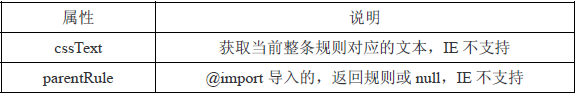 属性 说明
cssText 获取当前整条规则对应的文本，IE 不支持
parentRule @import 导入的，返回规则或 null，IE 不支持